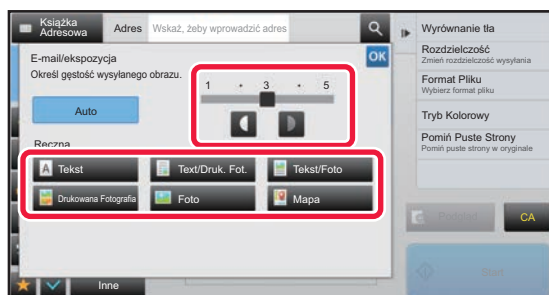 Książka
Adresowa
Adres
Wskaż, żeby wprowadzić adres
E-mail/ekspozycja
Określ gęstość wysyłanego obrazu.
OK
1 • 3 • 5
Auto
Ręczna
A Tekst
Text/Druk. Fot.
Tekst/Foto
Drukowana Fotografia
Foto
Mapa
Inne
Wyrównanie tła
Rozdzielczość
Zmień rozdzielczość wysyłania
Format Pliku
Wybierz format pliku
Tryb Kolorowy
Pomiń Puste Strony
Pomiń puste strony w oryginale
Podgląd
CA
Start